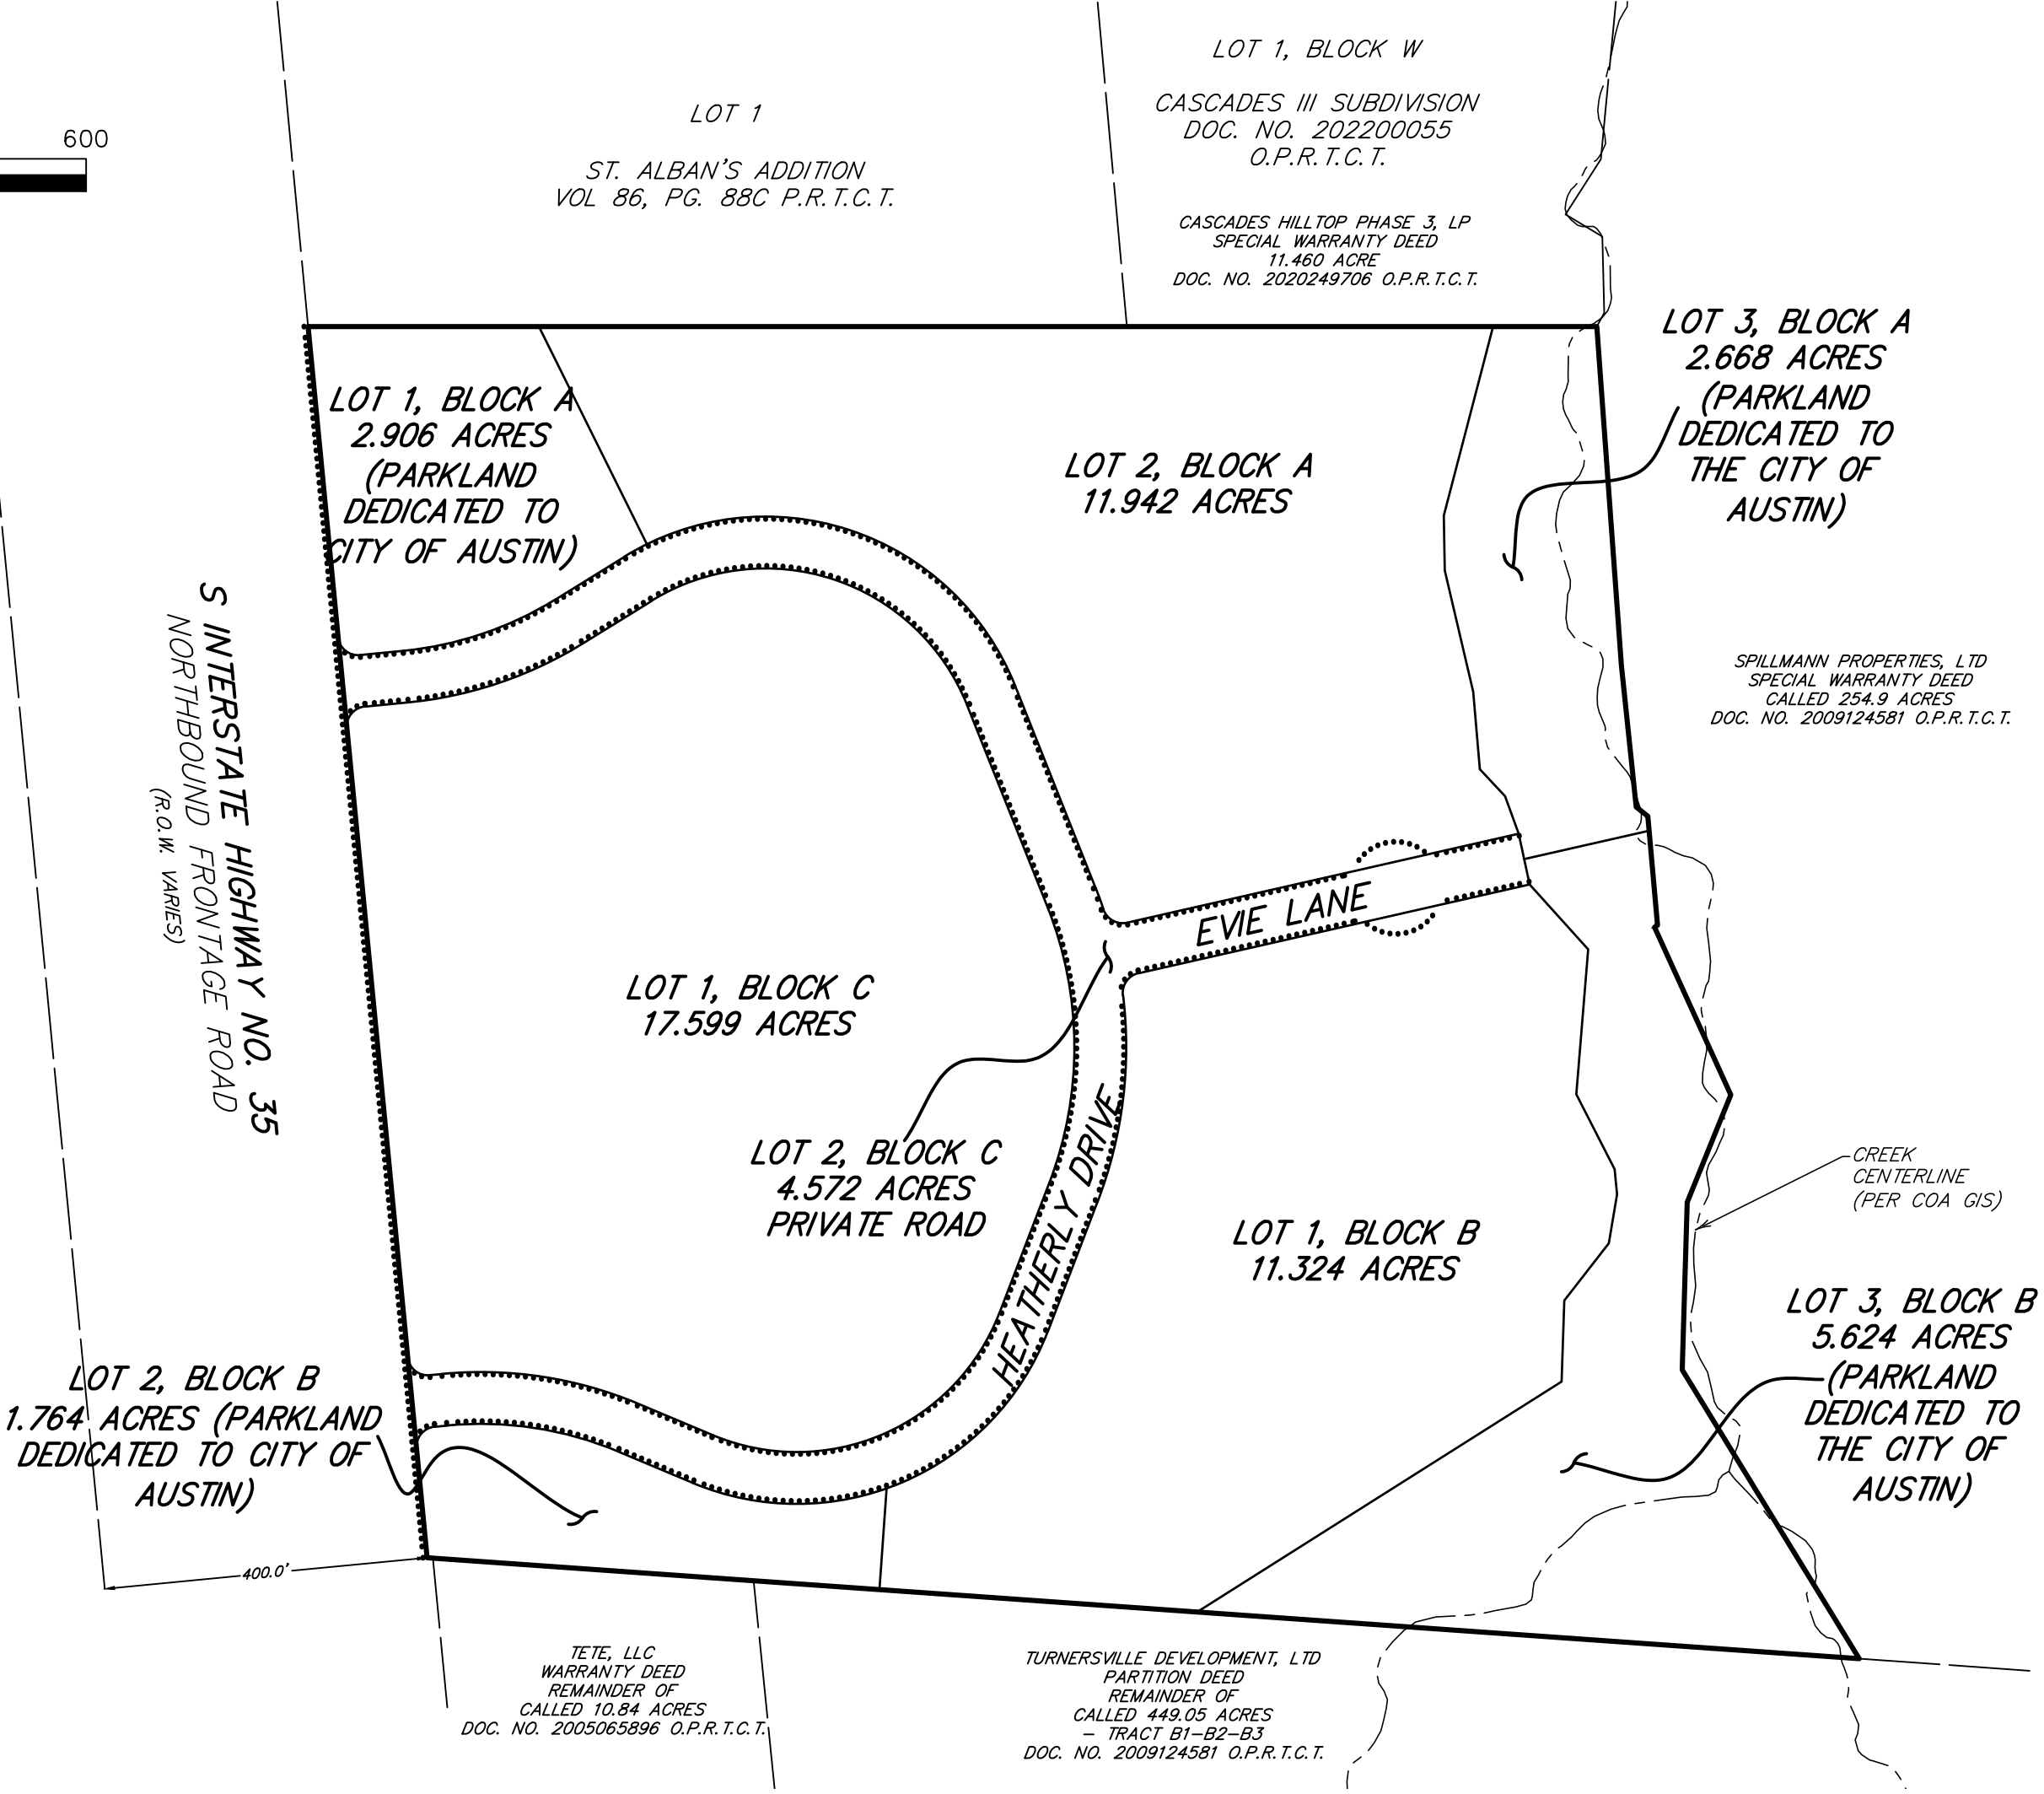 600
LOT 1
ST. ALBAN'S ADDITION
VOL 86, PG. 88C P.R.T.C.T.
LOT 1, BLOCK W
CASCADES III SUBDIVISION
DOC. NO. 202200055
O.P.R.T.C.T.
CASCADES HILLTOP PHASE 3, LP
SPECIAL WARRANTY DEED
11.460 ACRE
DOC. NO. 2020249706 O.P.R.T.C.T.
LOT 3, BLOCK A
2.668 ACRES
(PARKLAND
DEDICATED TO
THE CITY OF
AUSTIN)
LOT 1, BLOCK A
2.906 ACRES
(PARKLAND
DEDICATED TO
CITY OF AUSTIN)
LOT 2, BLOCK A
11.942 ACRES
S INTERSTATE HIGHWAY NO. 35
NORTHBOUND FRONTAGE ROAD
(R.O.W. VARIES)
SPILLMANN PROPERTIES, LTD
SPECIAL WARRANTY DEED
CALLED 254.9 ACRES
DOC. NO. 2009124581 O.P.R.T.C.T.
EVIE LANE
LOT 1, BLOCK C
17.599 ACRES
LOT 2, BLOCK C
4.572 ACRES
PRIVATE ROAD
HEATHERLY DRIVE
LOT 1, BLOCK B
11.324 ACRES
CREEK
CENTERLINE
(PER COA GIS)
LOT 3, BLOCK B
5.624 ACRES
(PARKLAND
DEDICATED TO
THE CITY OF
AUSTIN)
LOT 2, BLOCK B
1.764 ACRES (PARKLAND
DEDICATED TO CITY OF
AUSTIN)
400.0'
TETE, LLC
WARRANTY DEED
REMAINDER OF
CALLED 10.84 ACRES
DOC. NO. 2005065896 O.P.R.T.C.T.
TURNERSVILLE DEVELOPMENT, LTD
PARTITION DEED
REMAINDER OF
CALLED 449.05 ACRES
- TRACT B1-B2-B3
DOC. NO. 2009124581 O.P.R.T.C.T.